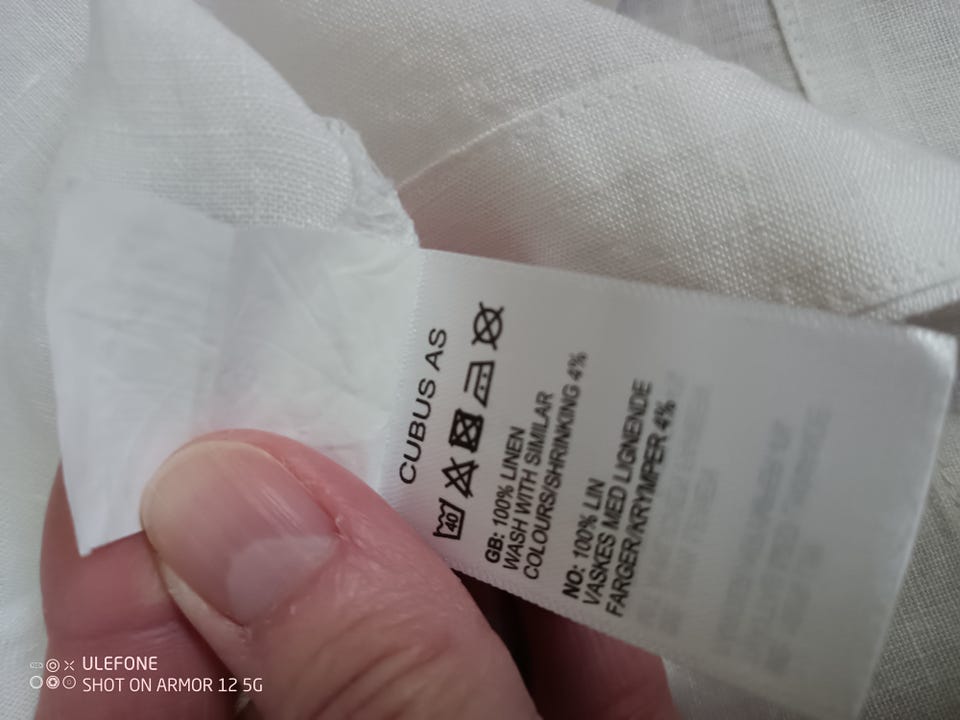 CUBUS AS
40
GB: 100% LINEN
WASH WITH SIMILAR
COLOURS/SHRINKING 4%
NO: 100% LIN
VASKES MED LIGNENDE
FARGER/KRYMPER 4%
ULEFONE
SHOT ON ARMOR 12 5G